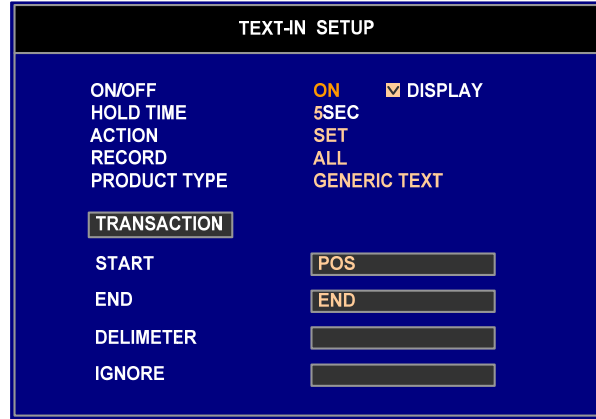 TEXT-IN SETUP
ON/OFF ON DISPLAY
HOLD TIME 5SEC
ACTION SET
RECORD ALL
PRODUCT TYPE GENERIC TEXT
TRANSACTION
START POS
END END
DELIMETER
IGNORE